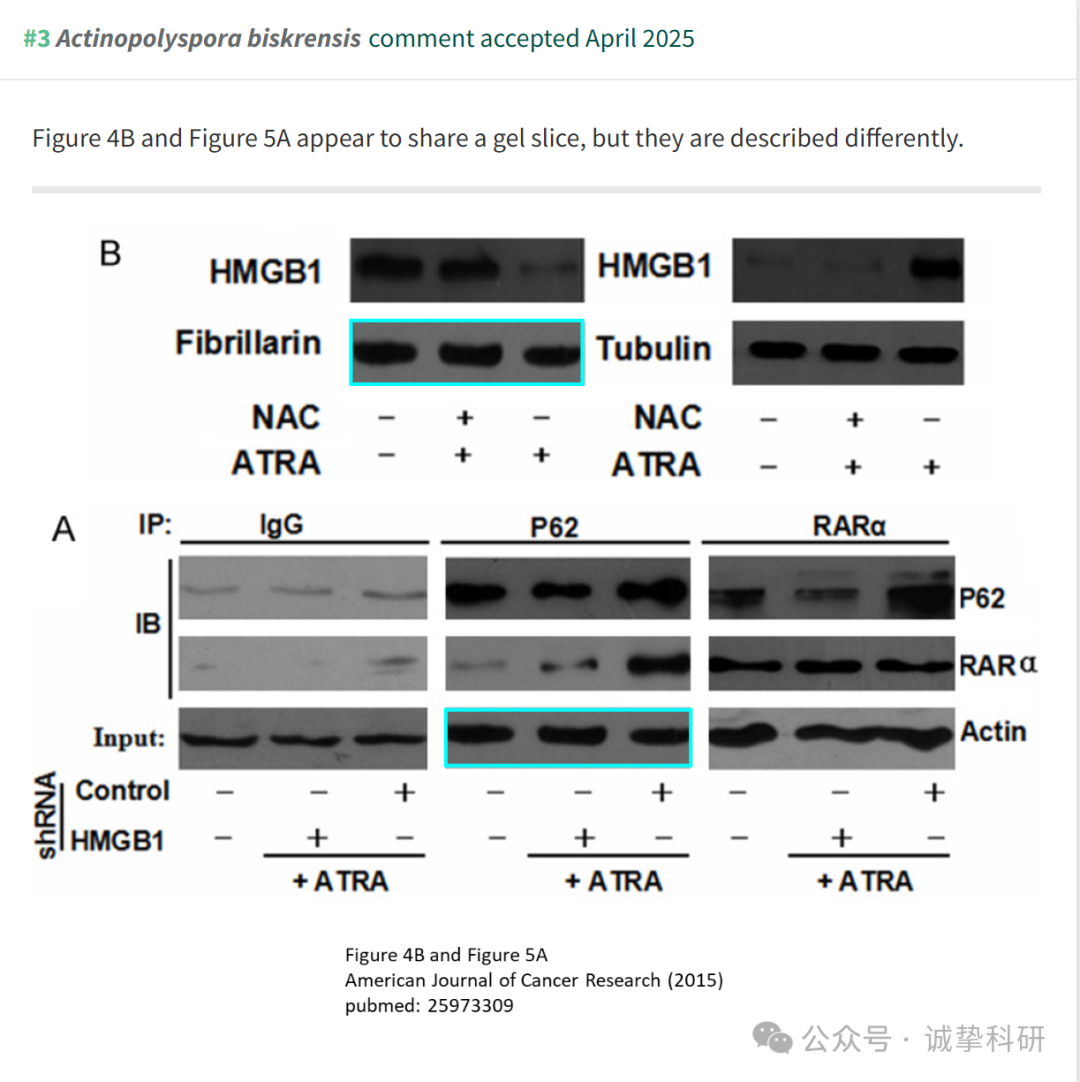 #3 Actinopolyspora biskrensis comment accepted April 2025
Figure 4B and Figure 5A appear to share a gel slice, but they are described differently.
B
HMGB1 HMGB1
Fibrillarin Tubulin
NAC − + − NAC − + −
ATRA − + + ATRA − + +
A IP: IgG P62 RARα
IB P62
RARα
Input: Actin
shRNA Control − − + − − + − − +
HMGB1 − + − − + − − + −
+ATRA +ATRA +ATRA
Figure 4B and Figure 5A
American Journal of Cancer Research (2015)
pubmed: 25973309
公众号 · 诚挚科研